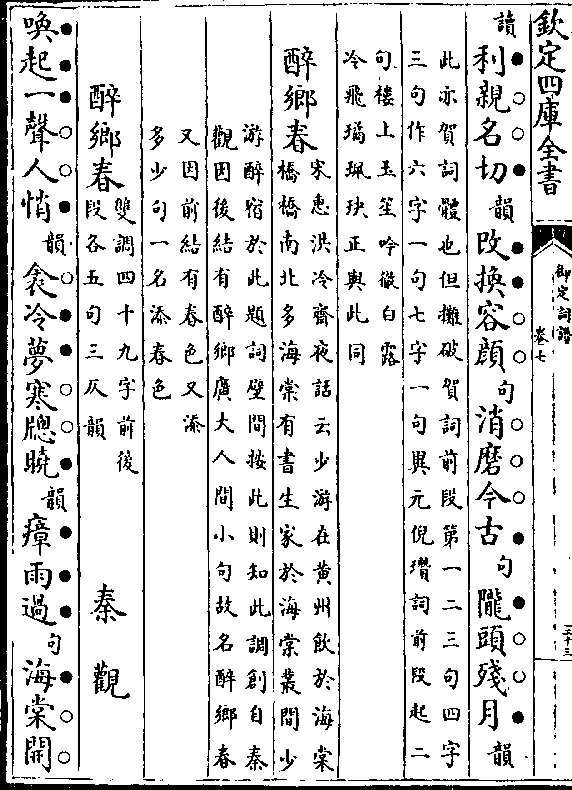 欽定四庫全書
御定詞譜
卷七
三十三
讀利親名切韻改換容顔句消磨今古句隴頭殘月韻
此亦賀詞體也但攤破賀詞前段第一二三句四字
三句作六字一句七字一句異元倪瓚詞前段起二
句樓上玉笙吟徹白露
冷飛璚珮玦正與此同
醉鄉春
宋惠洪冷齋夜話云少游在黄州飲於海棠
橋橋南北多海棠有書生家於海棠叢間少
游醉宿於此題詞壁間按此則知此調創自秦
觀因後結有醉鄉廣大人間小句故名醉鄉春
又因前結有春色又添
多少句一名添春色
醉鄉春
雙調四十九字前後
段各五句三仄韻
秦觀
喚起一聲人悄韻衾冷夢寒牕曉韻瘴雨過句海棠開